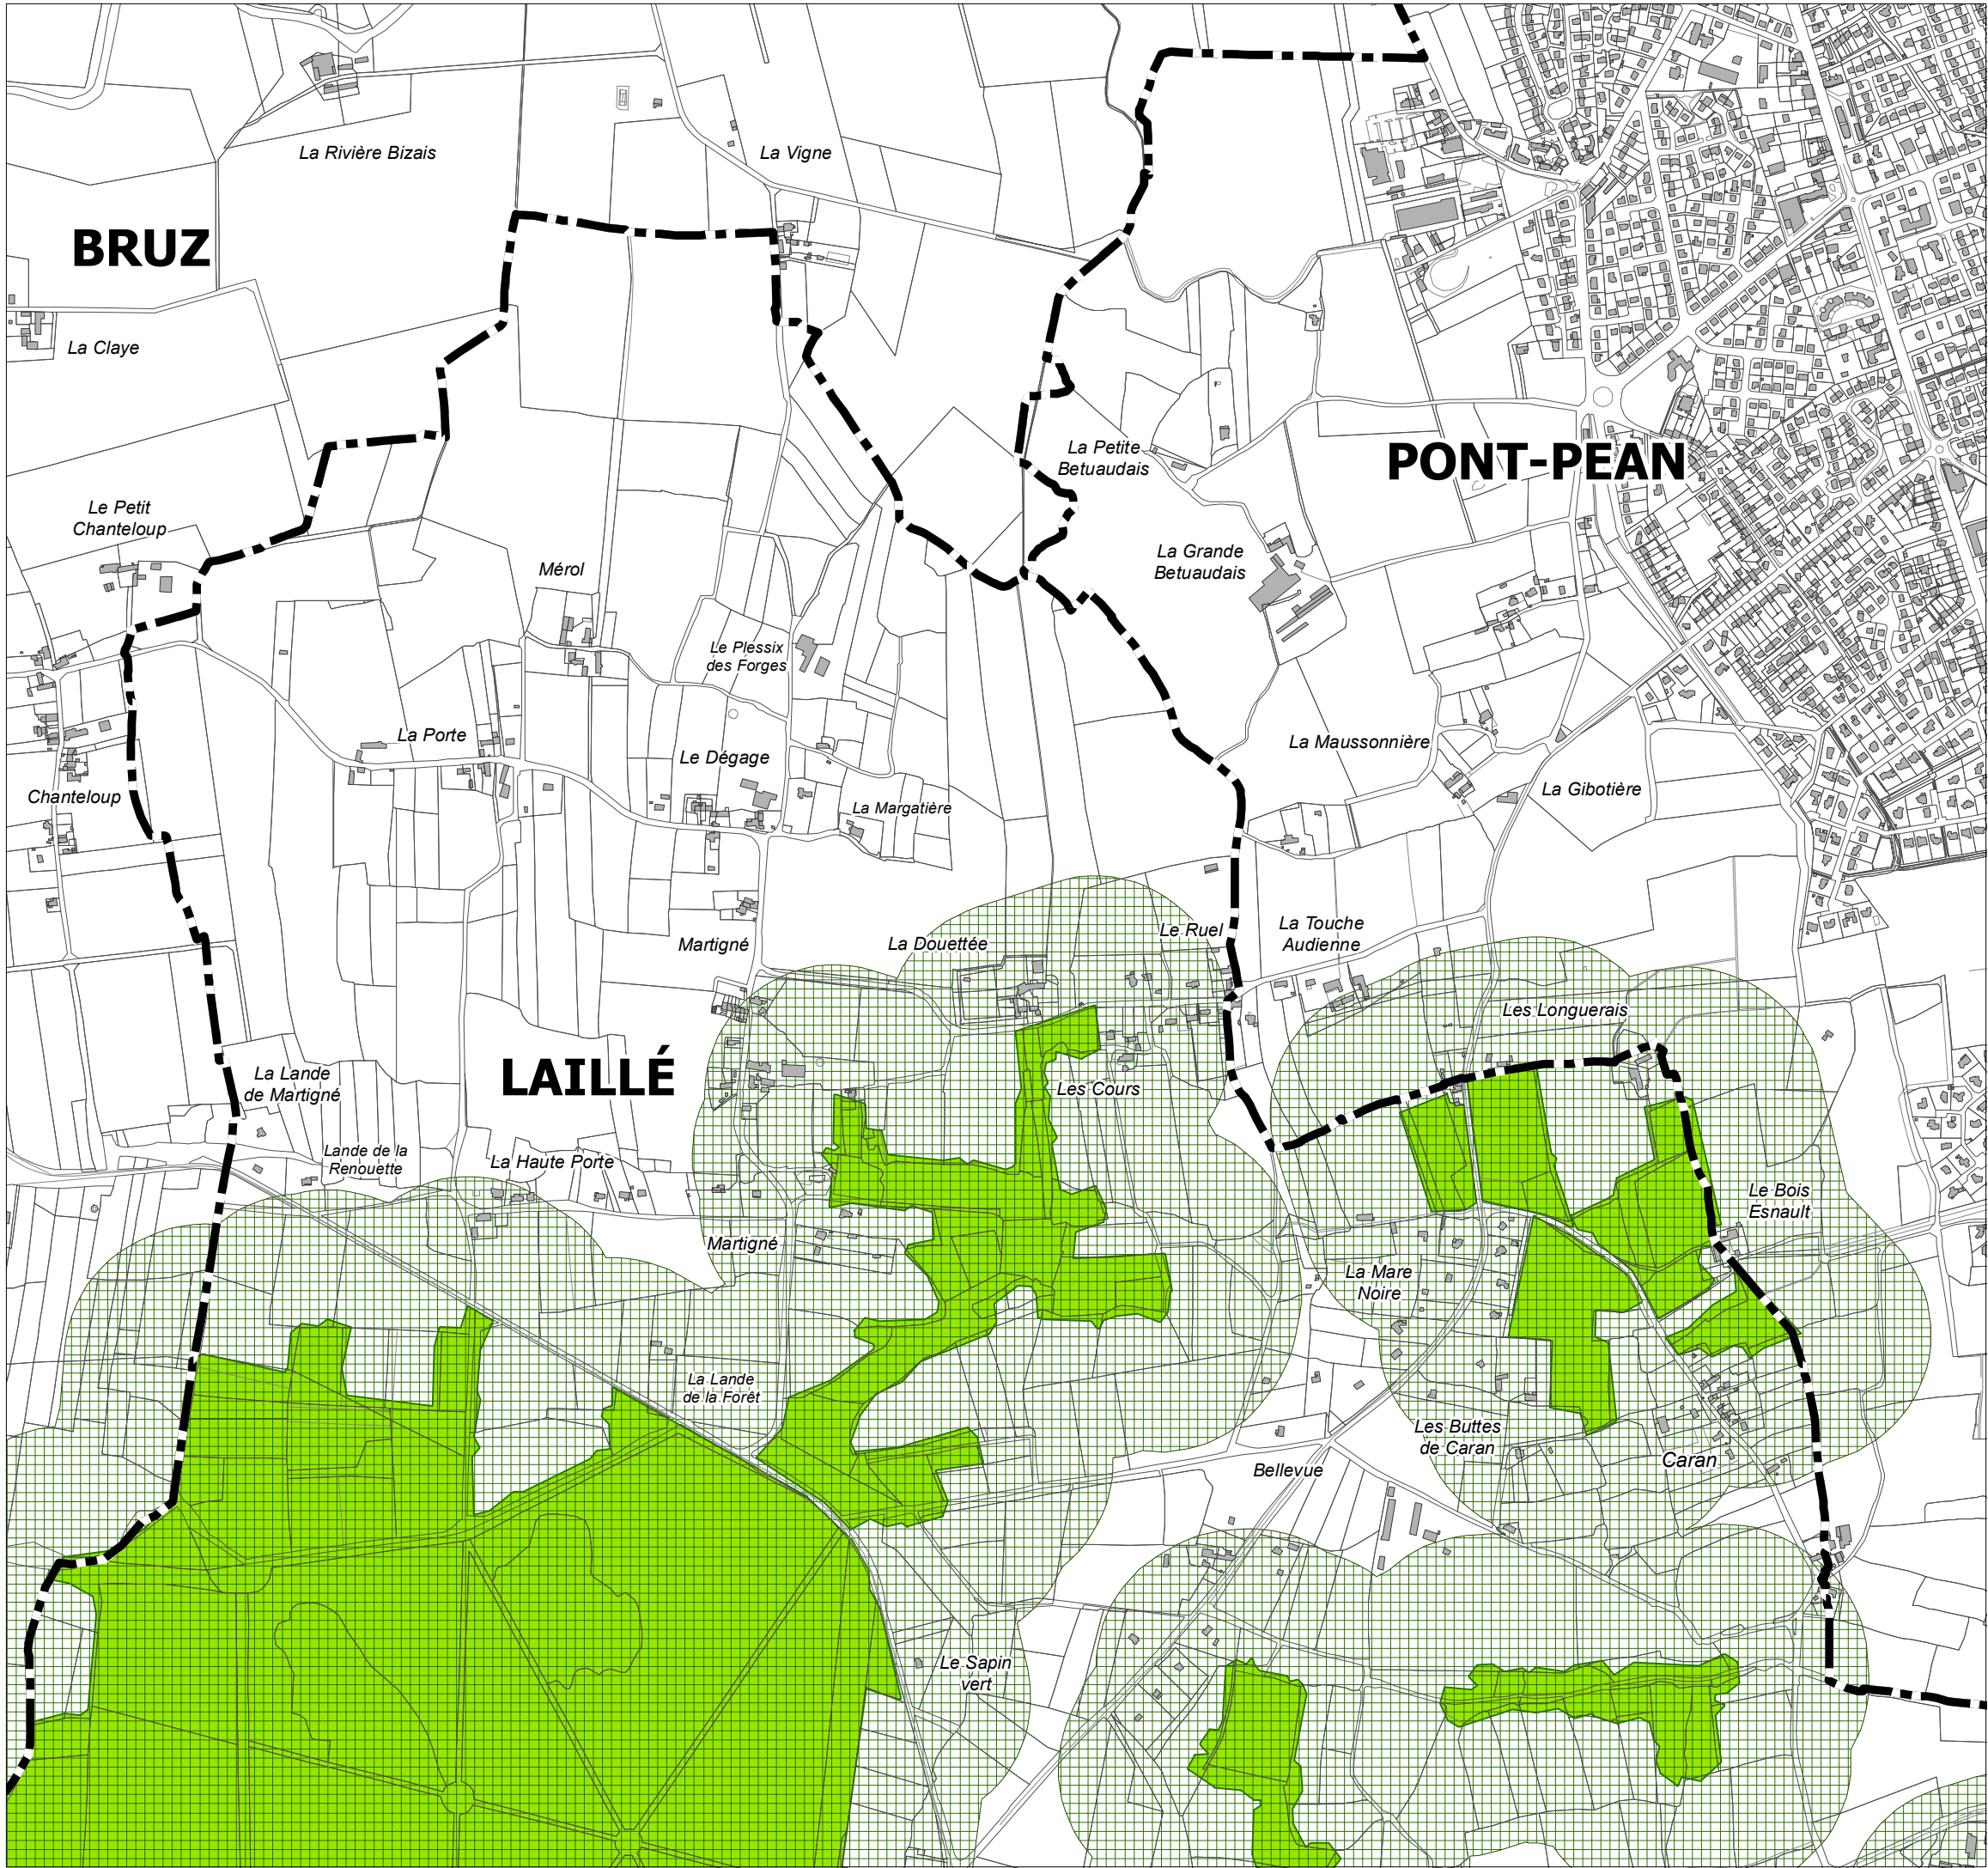 La Rivière Bizais
La Vigne
BRUZ
La Claye
La Petite
Betuaudais
PONT-PEAN
Le Petit
Chanteloup
La Grande
Betuaudais
Mérol
Le Plessix
des Forges
La Porte
La Maussonnière
Le Dégage
La Gibotière
Chanteloup
La Margatière
Martigné
La Douettée
Le Ruel
La Touche
Audienne
Les Longuerais
LAILLÉ
La Lande
de Martigné
Les Cours
Lande de la
Renouette
La Haute Porte
Le Bois
Esnault
Martigné
La Mare
Noire
La Lande
de la Forêt
Les Buttes
de Caran
Caran
Bellevue
Le Sapin
vert